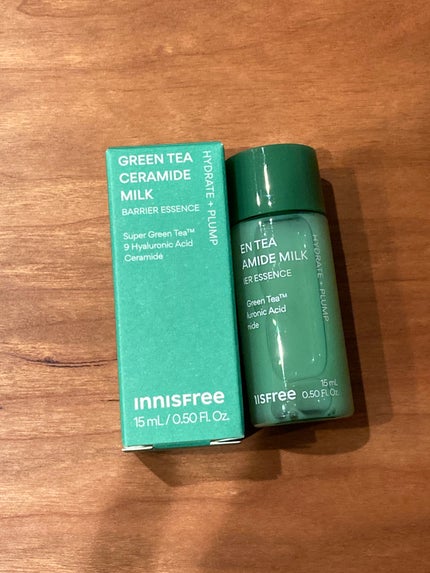 GREEN TEA
CERAMIDE
MILK
BARRIER ESSENCE
HYDRATE + PLUMP
Super Green Tea™
9 Hyaluronic Acid
Ceramide
INNISFree
15 mL / 0.50 Fl. Oz.
EN TEA
AMIDE MILK
IER ESSENCE
HYDRATE + PLUMP
Green Tea™
luronic Acid
mide
NISFree
15 mL
0.50 Fl. Oz.